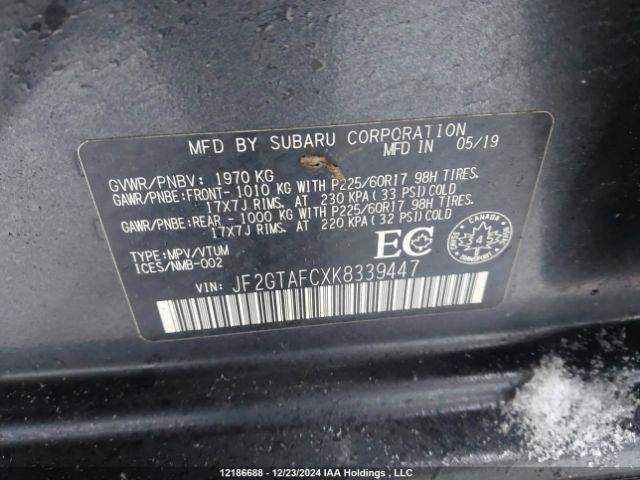 MFD BY SUBARU CORPORATION
MFD IN 05/19
GVWR/PNBV: 1970 KG
GAWR/PNBE:FRONT- 1010 KG WITH P225/60R17 98H TIRES.
17X7J RIMS. AT 230 KPA (33 PSI) COLD
GAWR/PNBE:REAR - 1000 KG WITH P225/60R17 98H TIRES.
17X7J RIMS. AT 220 KPA (32 PSI) COLD
TYPE:MPV/VTUM
ICES/NMB-002
EC
CANADA
TRANSPORT
VIN: JF2GTAFCXK8339447
12186688 - 12/23/2024 IAA Holdings , LLC